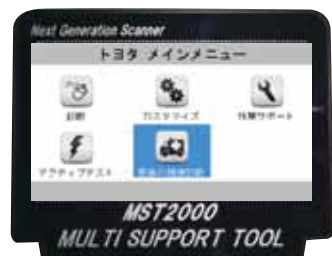 Next Generation Scanner
トヨタ メインメニュー
診断
カスタマイズ
作業サポート
アクティブテスト
MST2000
MULTI SUPPORT TOOL